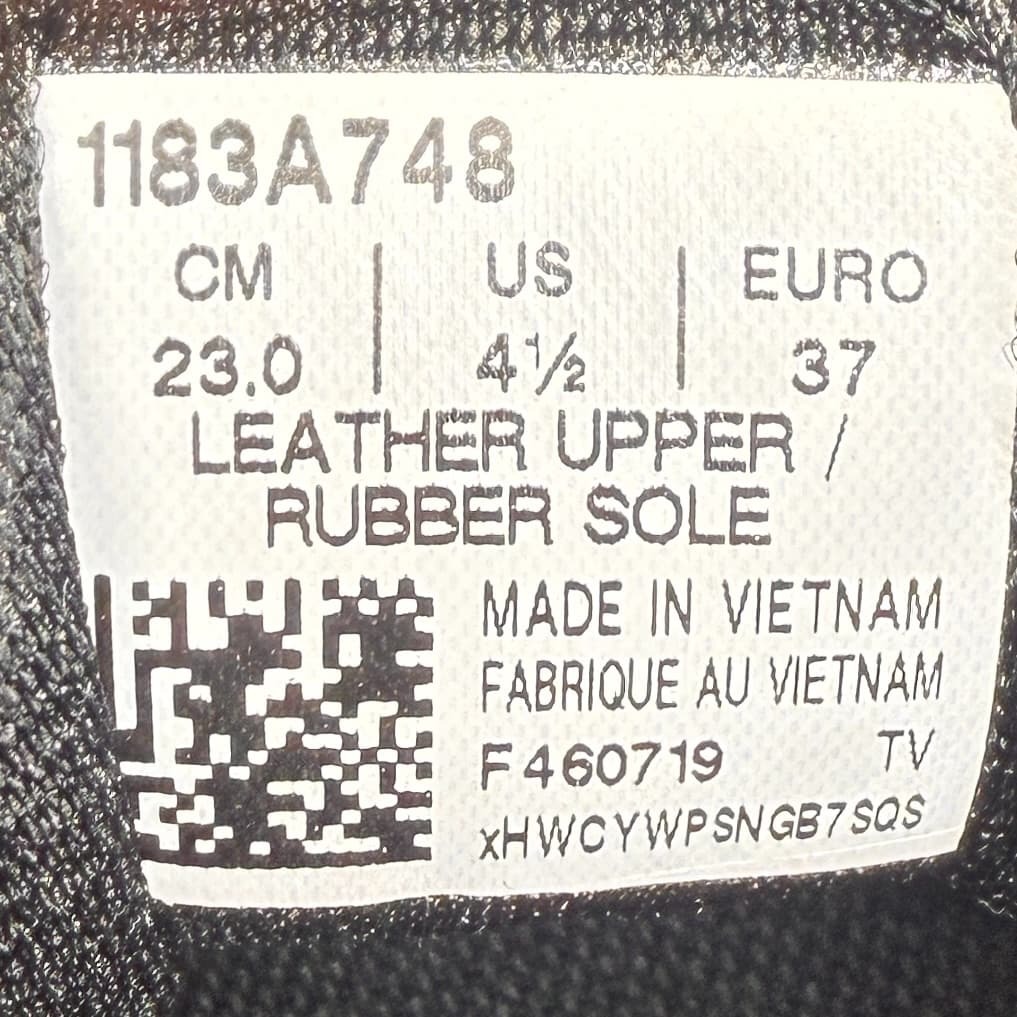 1183A748
CM | US | EURO
23.0 | 4½ | 37
LEATHER UPPER /
RUBBER SOLE
MADE IN VIETNAM
FABRIQUE AU VIETNAM
F460719 TV
xHWCYWPSNGB7SQS